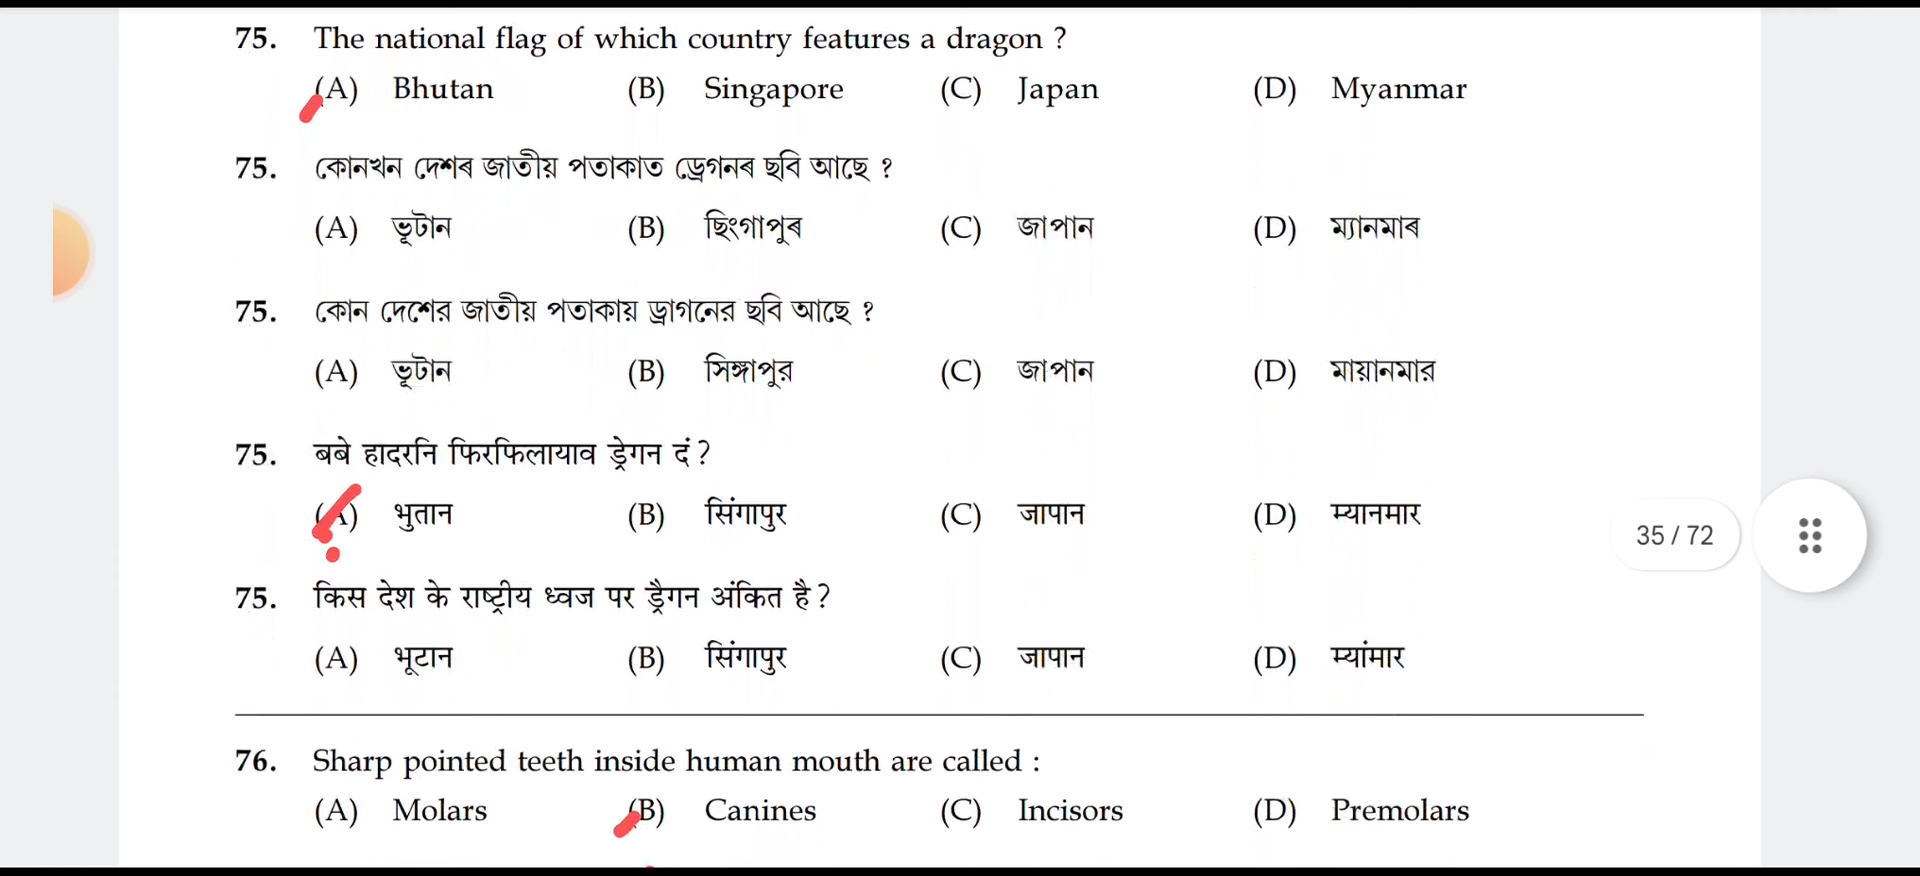 75. The national flag of which country features a dragon ?
(A) Bhutan (B) Singapore (C) Japan (D) Myanmar
75. কোনখন দেশৰ জাতীয় পতাকাত ড্ৰেগনৰ ছবি আছে ?
(A) ভূটান (B) ছিংগাপুৰ (C) জাপান (D) ম্যানমাৰ
75. কোন দেশের জাতীয় পতাকায় ড্রাগনের ছবি আছে ?
(A) ভূটান (B) সিঙ্গাপুর (C) জাপান (D) মায়ানমার
75. बबे हादरनि फिरफिलायाव ड्रेगन दं?
(A) भुतान (B) सिंगापुर (C) जापान (D) म्यानमार
35 / 72
75. किस देश के राष्ट्रीय ध्वज पर ड्रैगन अंकित है?
(A) भूटान (B) सिंगापुर (C) जापान (D) म्यांमार
76. Sharp pointed teeth inside human mouth are called :
(A) Molars (B) Canines (C) Incisors (D) Premolars